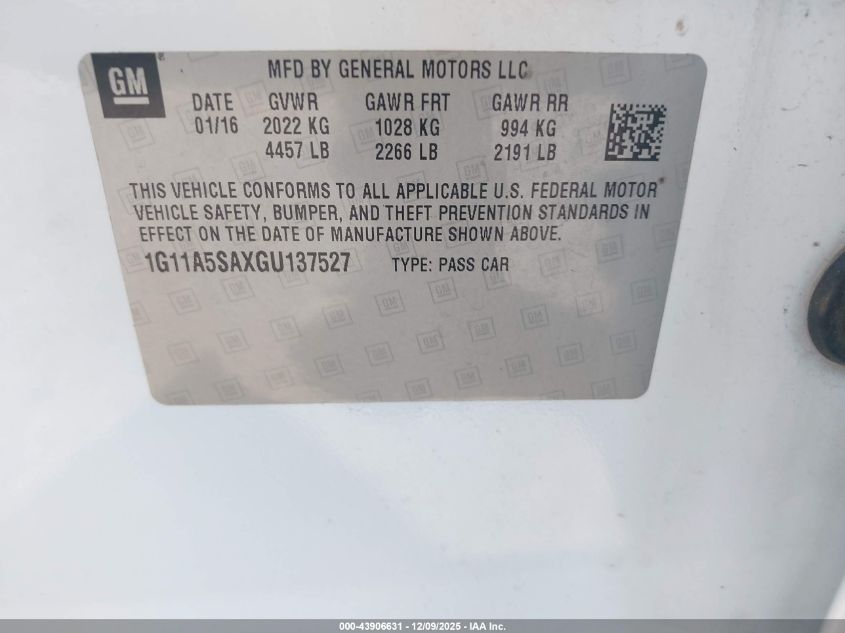 GM
MFD BY GENERAL MOTORS LLC
DATE GVWR GAWR FRT GAWR RR
01/16 2022 KG 1028 KG 994 KG
4457 LB 2266 LB 2191 LB
THIS VEHICLE CONFORMS TO ALL APPLICABLE U.S. FEDERAL MOTOR
VEHICLE SAFETY, BUMPER, AND THEFT PREVENTION STANDARDS IN
EFFECT ON THE DATE OF MANUFACTURE SHOWN ABOVE.
1G11A5SAXGU137527 TYPE: PASS CAR
000-43906631 - 12/09/2025 - IAA Inc.